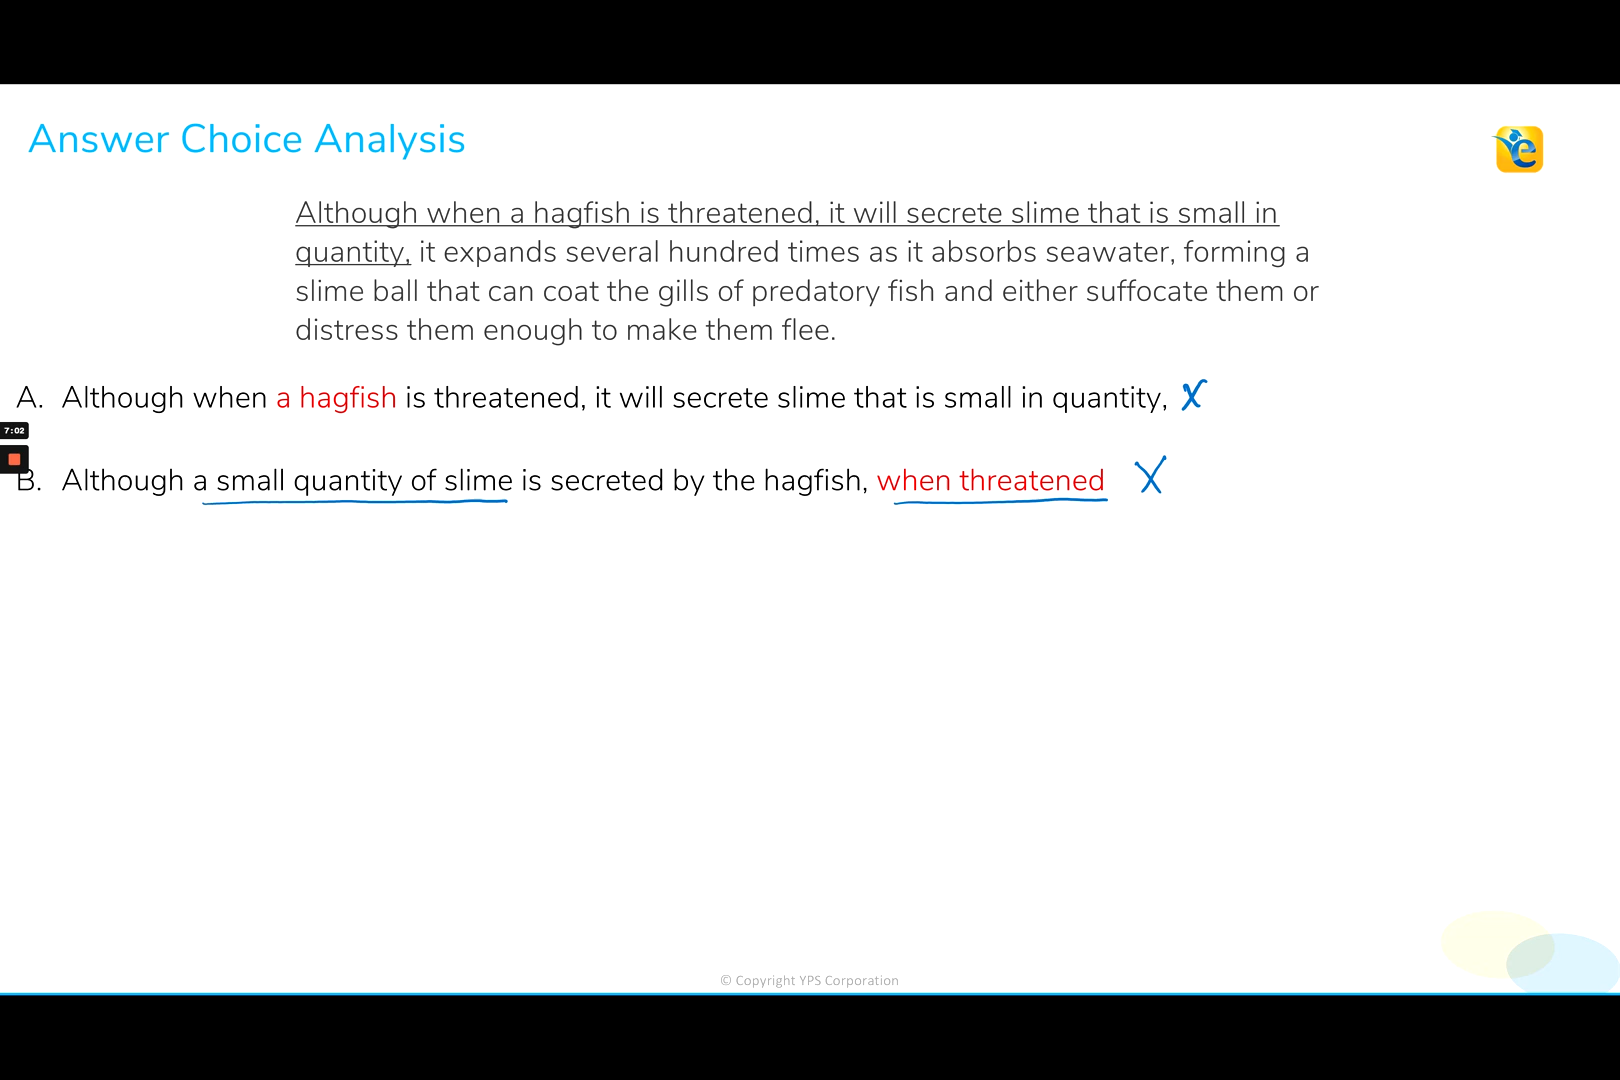 Answer Choice Analysis
Although when a hagfish is threatened, it will secrete slime that is small in
quantity, it expands several hundred times as it absorbs seawater, forming a
slime ball that can coat the gills of predatory fish and either suffocate them or
distress them enough to make them flee.
A. Although when a hagfish is threatened, it will secrete slime that is small in quantity, X
7:02
B. Although a small quantity of slime is secreted by the hagfish, when threatened X
© Copyright YPS Corporation